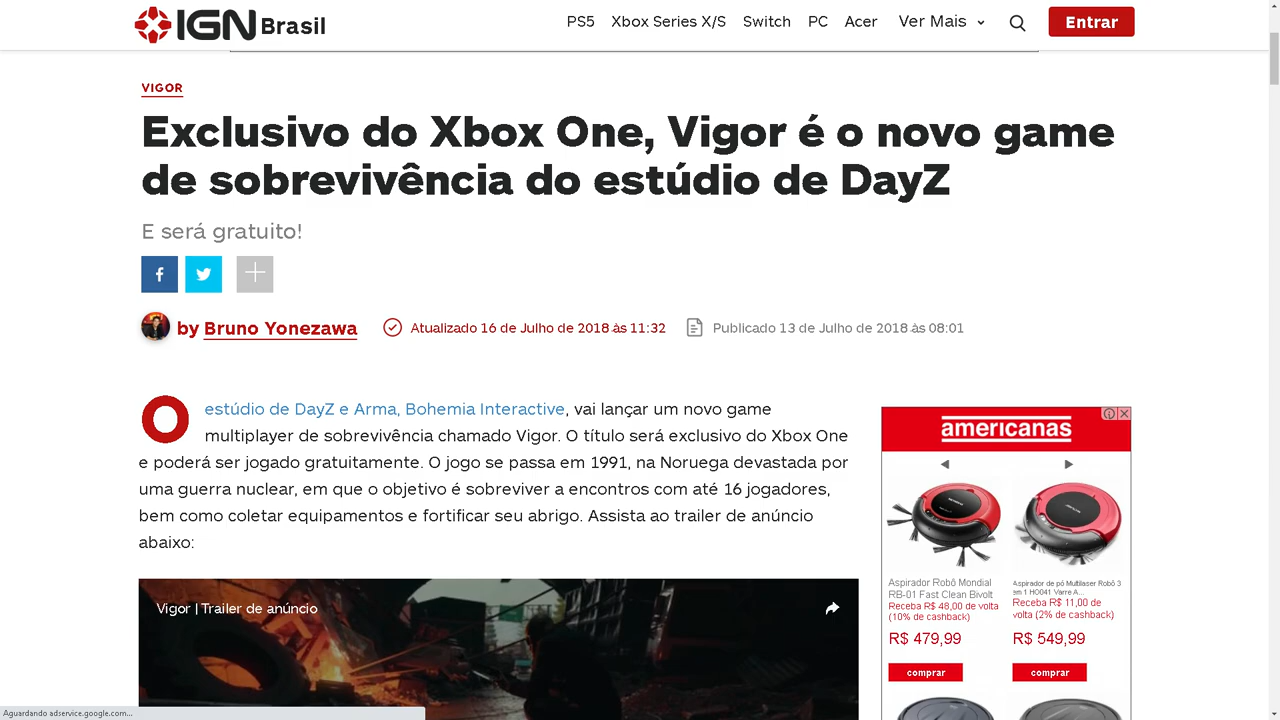 IGN Brasil
PS5 Xbox Series X/S Switch PC Acer Ver Mais
Entrar
VIGOR
Exclusivo do Xbox One, Vigor é o novo game
de sobrevivência do estúdio de DayZ
E será gratuito!
by Bruno Yonezawa
Atualizado 16 de Julho de 2018 às 11:32
Publicado 13 de Julho de 2018 às 08:01
O estúdio de DayZ e Arma, Bohemia Interactive, vai lançar um novo game
multiplayer de sobrevivência chamado Vigor. O título será exclusivo do Xbox One
e poderá ser jogado gratuitamente. O jogo se passa em 1991, na Noruega devastada por
uma guerra nuclear, em que o objetivo é sobreviver a encontros com até 16 jogadores,
bem como coletar equipamentos e fortificar seu abrigo. Assista ao trailer de anúncio
abaixo:
Vigor | Trailer de anúncio
americanas
Aspirador Robô Mondial
RB-01 Fast Clean Bivolt
Receba R$ 48,00 de volta
(10% de cashback)
R$ 479,99
comprar
Aspirador de pó Multilaser Robô 3
em 1 HO041 Varre A...
Receba R$ 11,00 de
volta (2% de cashback)
R$ 549,99
comprar
Aguardando adservice.google.com...